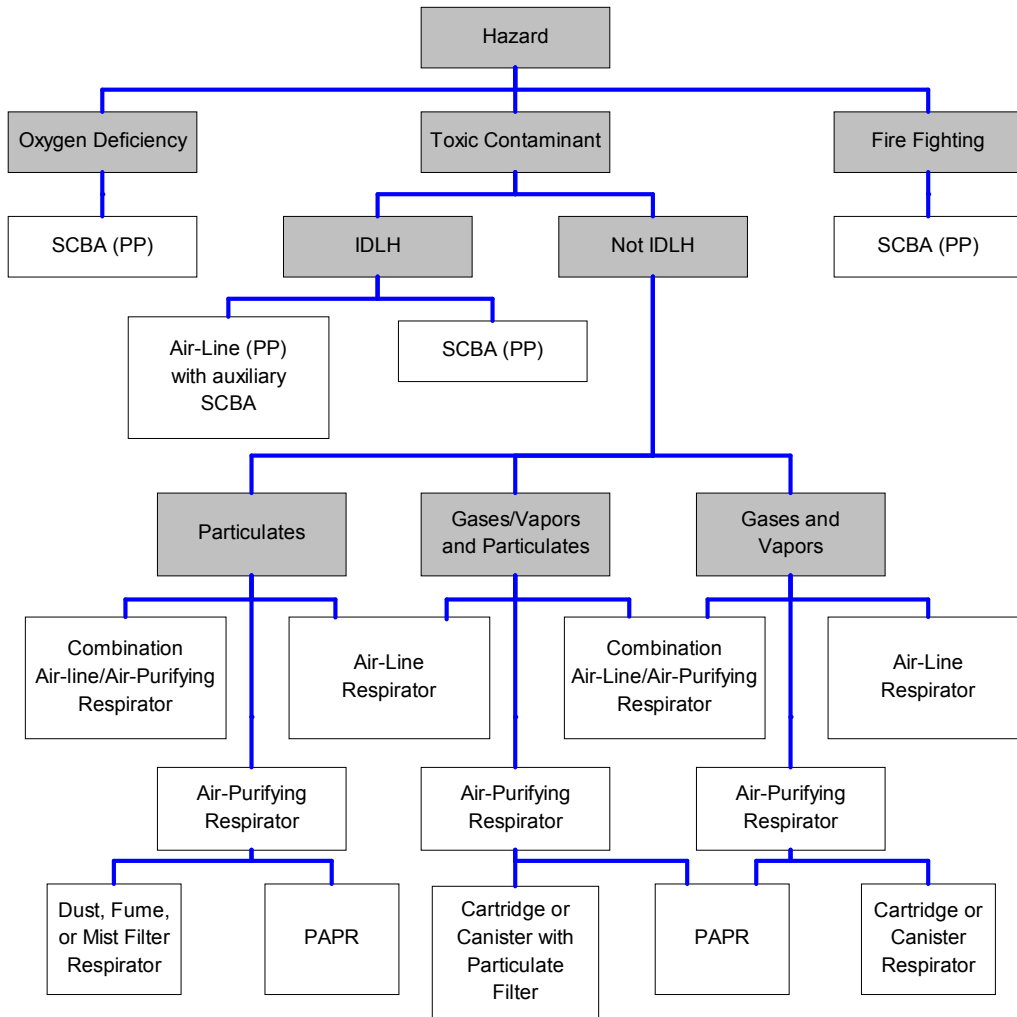 Hazard
Oxygen Deficiency
Toxic Contaminant
Fire Fighting
SCBA (PP)
IDLH
Not IDLH
SCBA (PP)
Air-Line (PP)
with auxiliary
SCBA
SCBA (PP)
Particulates
Gases/Vapors
and Particulates
Gases and
Vapors
Combination
Air-line/Air-Purifying
Respirator
Air-Line
Respirator
Combination
Air-Line/Air-Purifying
Respirator
Air-Line
Respirator
Air-Purifying
Respirator
Air-Purifying
Respirator
Air-Purifying
Respirator
Dust, Fume,
or Mist Filter
Respirator
PAPR
Cartridge or
Canister with
Particulate
Filter
PAPR
Cartridge or
Canister
Respirator